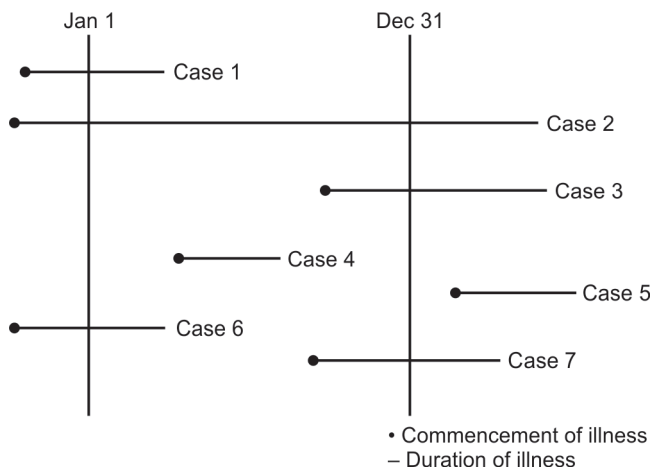 Jan 1
Dec 31
Case 1
Case 2
Case 3
Case 4
Case 5
Case 6
Case 7
• Commencement of illness
– Duration of illness